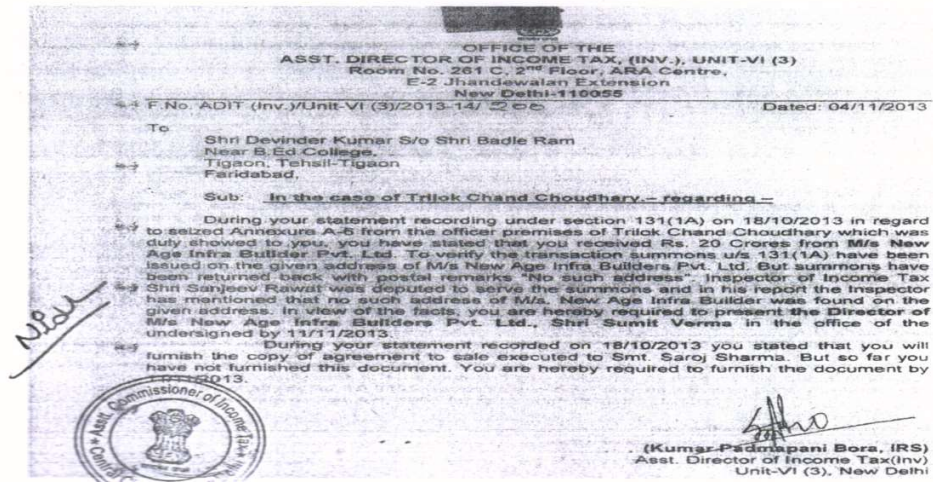 OFFICE OF THE
ASST. DIRECTOR OF INCOME TAX, (INV.), UNIT-VI (3)
Room No. 261 C, 2nd Floor, ARA Centre,
E-2 Jhandewalan Extension
New Delhi-110055
F.No. ADIT (Inv.)/Unit-VI (3)/2013-14/ Dated: 04/11/2013
To
Shri Devinder Kumar S/o Shri Badle Ram
Near B.Ed College,
Tigaon, Tehsil-Tigaon
Faridabad.
Sub: In the case of Trilok Chand Choudhary – regarding –
During your statement recording under section 131(1A) on 18/10/2013 in regard
to seized Annexure A-6 from the officer premises of Trilok Chand Choudhary which was
duly showed to you, you have stated that you received Rs. 20 Crores from M/s New
Age Infra Builder Pvt. Ltd. To verify the transaction summons u/s 131(1A) have been
issued on the given address of M/s New Age Infra Builders Pvt. Ltd. But summons have
been returned back with postal remarks "No such address" Inspector of Income Tax
Shri Sanjeev Rawat was deputed to serve the summons and in his report the Inspector
has mentioned that no such address of M/s. New Age Infra Builder was found on the
given address. In view of the facts, you are hereby required to present the Director of
M/s New Age Infra Builders Pvt. Ltd., Shri Sumit Verma in the office of the
undersigned by 11/11/2013.
During your statement recorded on 18/10/2013 you stated that you will
furnish the copy of agreement to sale executed to Smt. Saroj Sharma. But so far you
have not furnished this document. You are hereby required to furnish the document by
Asstt. Commissioner of Income Tax
(Kumar Padmapani Bora, IRS)
Asst. Director of Income Tax(Inv)
Unit-VI (3), New Delhi